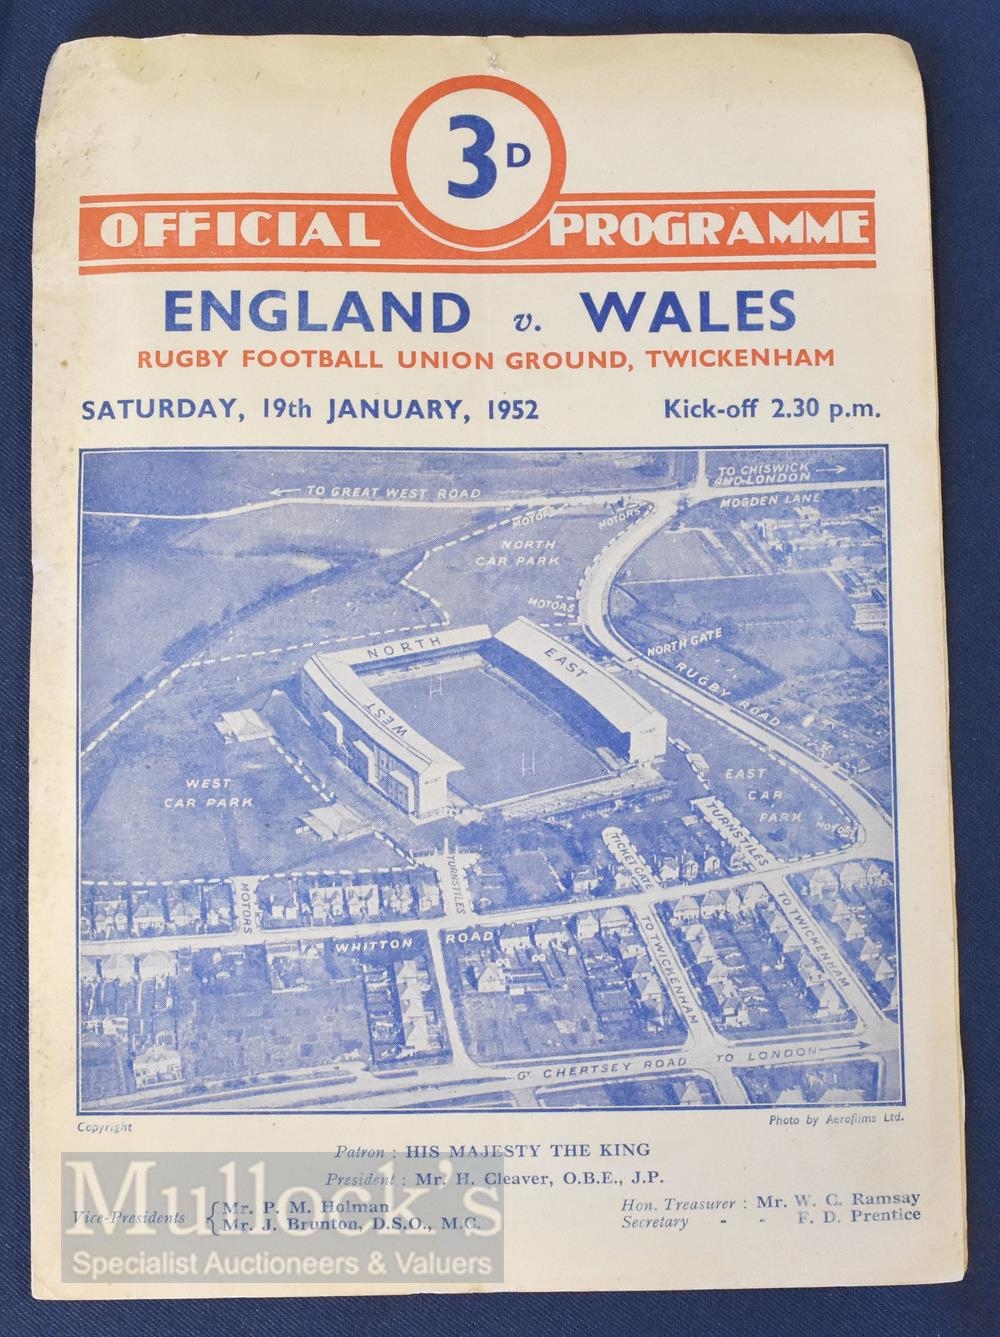 3D
OFFICIAL PROGRAMME
ENGLAND v. WALES
RUGBY FOOTBALL UNION GROUND, TWICKENHAM
SATURDAY, 19th JANUARY, 1952 Kick-off 2.30 p.m.
TO CHISWICK
AND LONDON
TO GREAT WEST ROAD
MOGDEN LANE
MOTORS
MOTORS
NORTH
CAR PARK
MOTORS
NORTH
EAST
WEST
NORTH GATE
RUGBY ROAD
WEST
CAR PARK
EAST
CAR
PARK
MOTORS
TURNSTILES
TICKET GATE
TURNSTILES
MOTORS
WHITTON ROAD
TO TWICKENHAM
TO TWICKENHAM
GT CHERTSEY ROAD TO LONDON
Copyright
Photo by Aerofilms Ltd.
Patron : HIS MAJESTY THE KING
President : Mr. H. Cleaver, O.B.E., J.P.
Vice-Presidents { Mr. P. M. Holman
Mr. J. Brunton, D.S.O., M.C.
Hon. Treasurer : Mr. W. C. Ramsay
Secretary - - F. D. Prentice
Mullock's
Specialist Auctioneers & Valuers